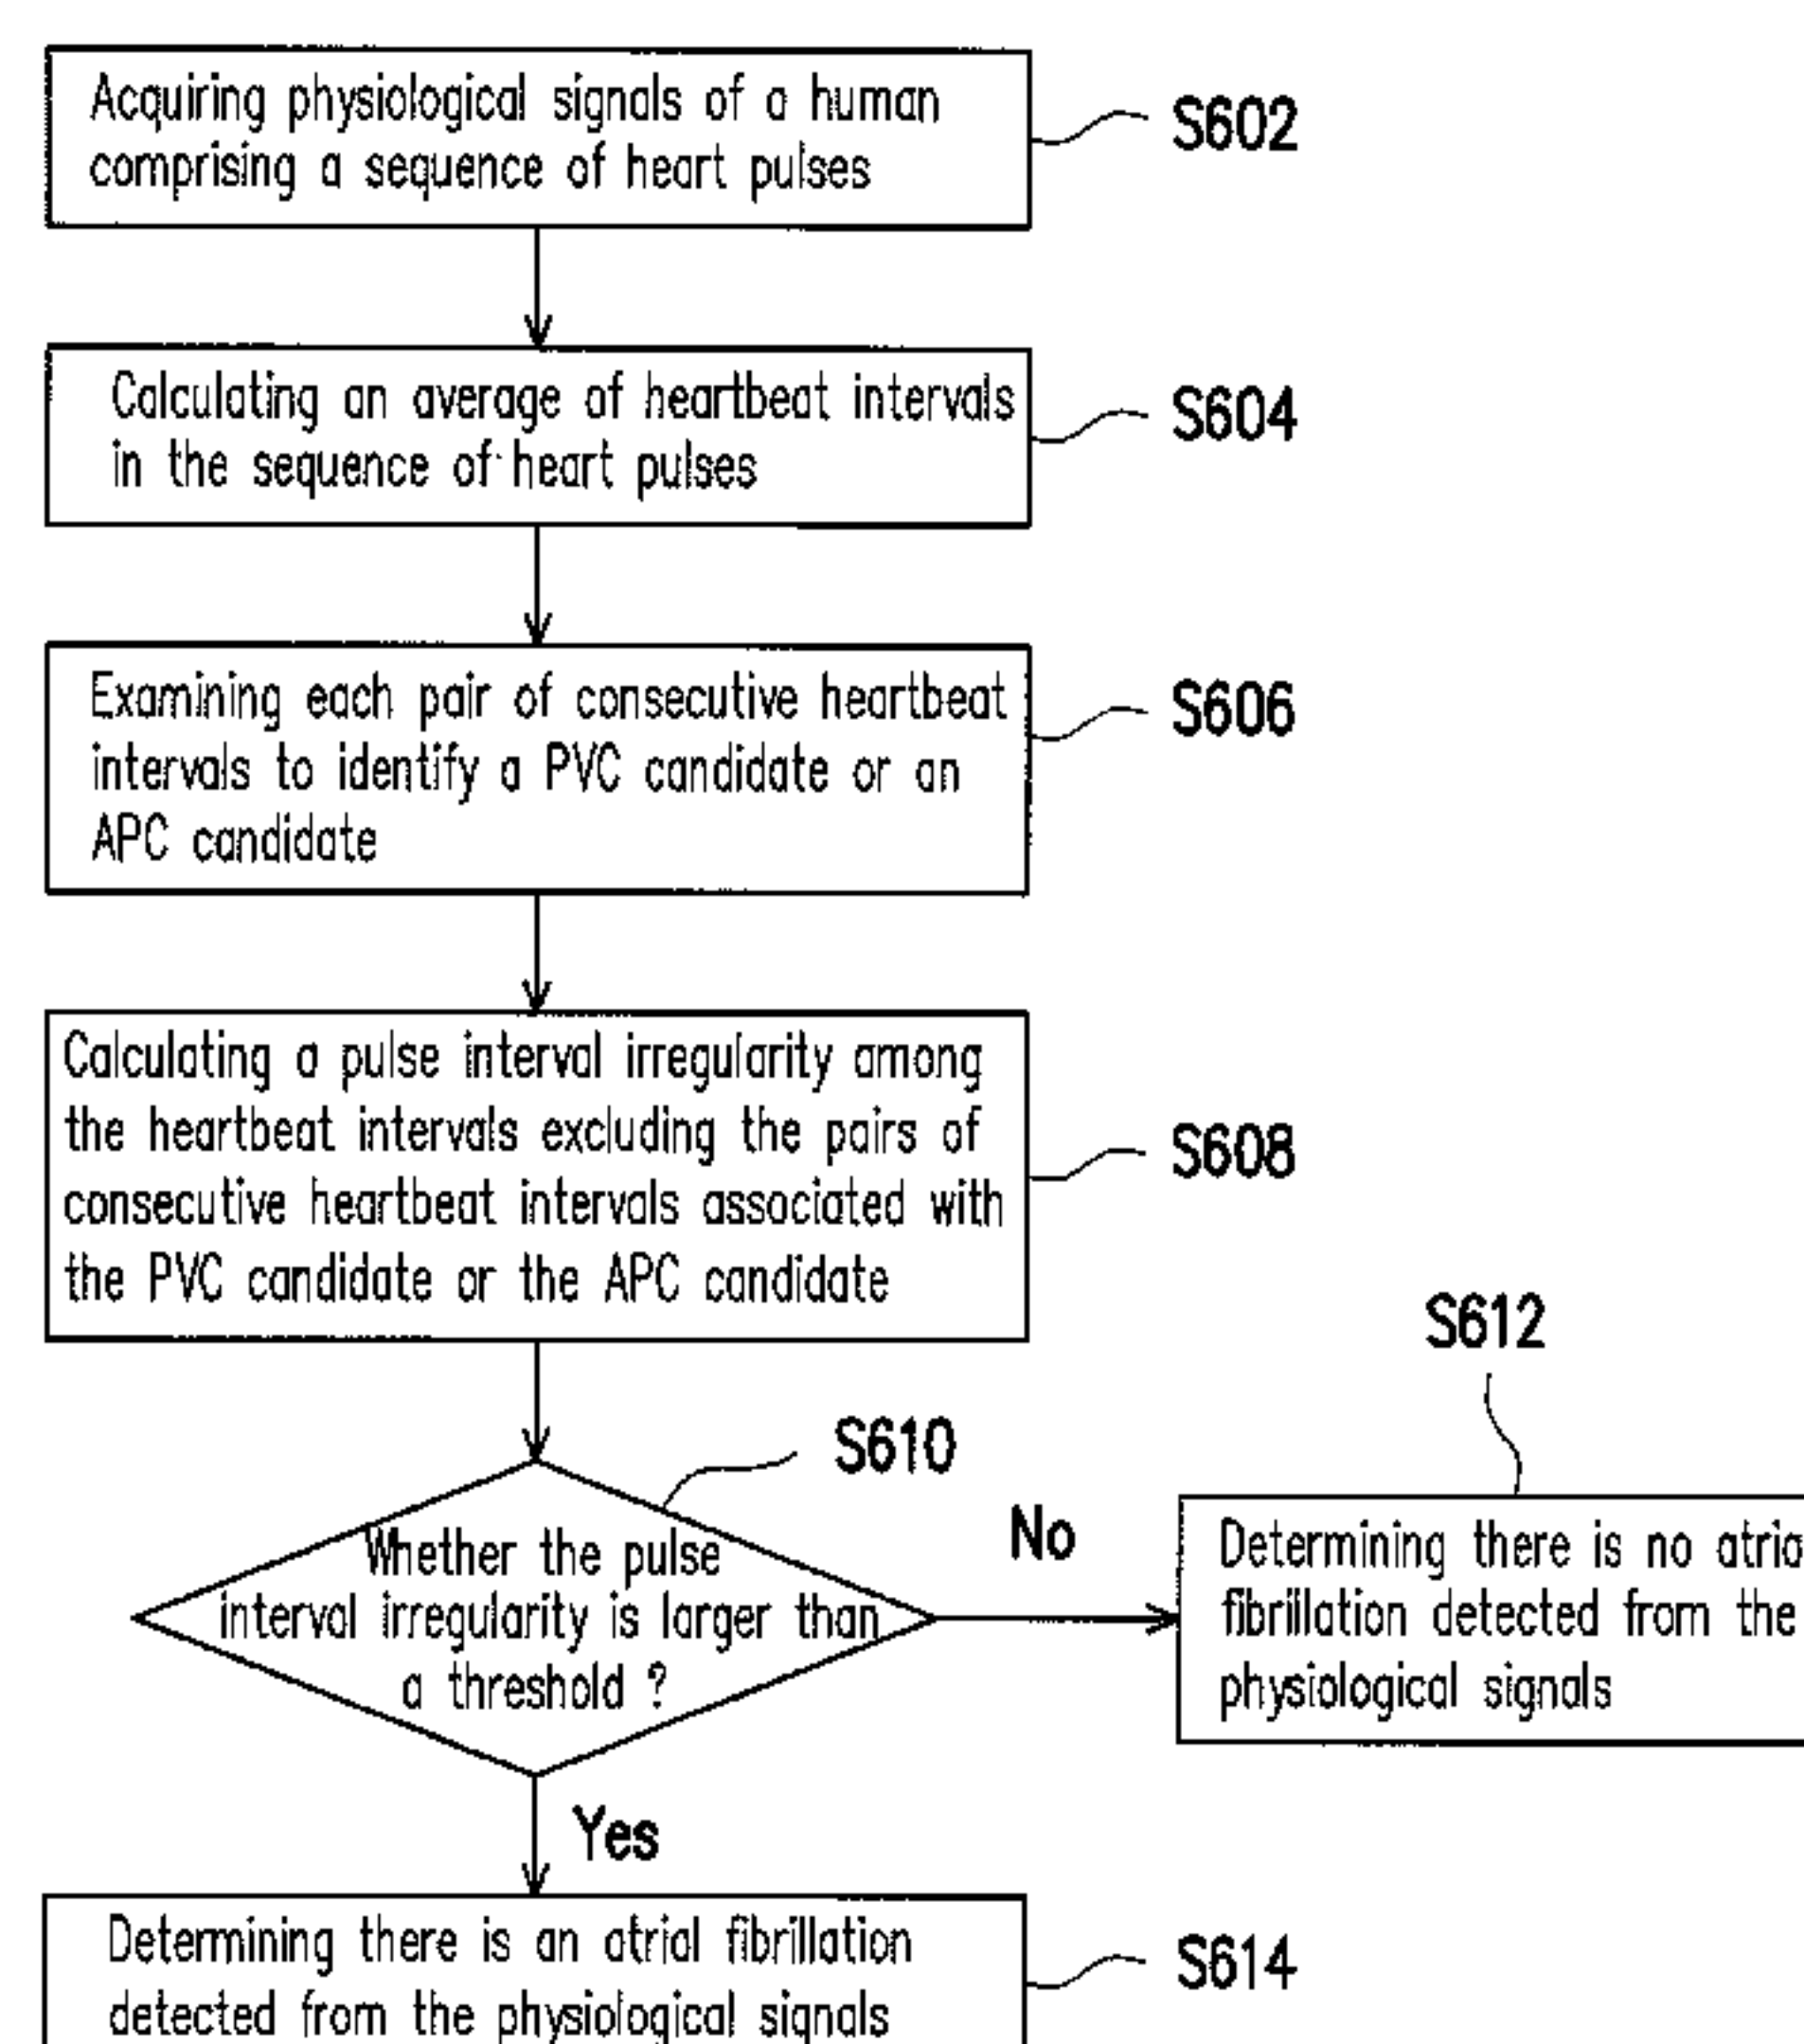 Acquiring physiological signals of a human
comprising a sequence of heart pulses
S602
Calculating an average of heartbeat intervals
in the sequence of heart pulses
S604
Examining each pair of consecutive heartbeat
intervals to identify a PVC candidate or an
APC candidate
S606
Calculating a pulse interval irregularity among
the heartbeat intervals excluding the pairs of
consecutive heartbeat intervals associated with
the PVC candidate or the APC candidate
S608
S610
Whether the pulse
interval irregularity is larger than
a threshold ?
No
S612
Determining there is no
fibrillation detected from the
physiological signals
Yes
Determining there is an atrial fibrillation
detected from the physiological signals
S614